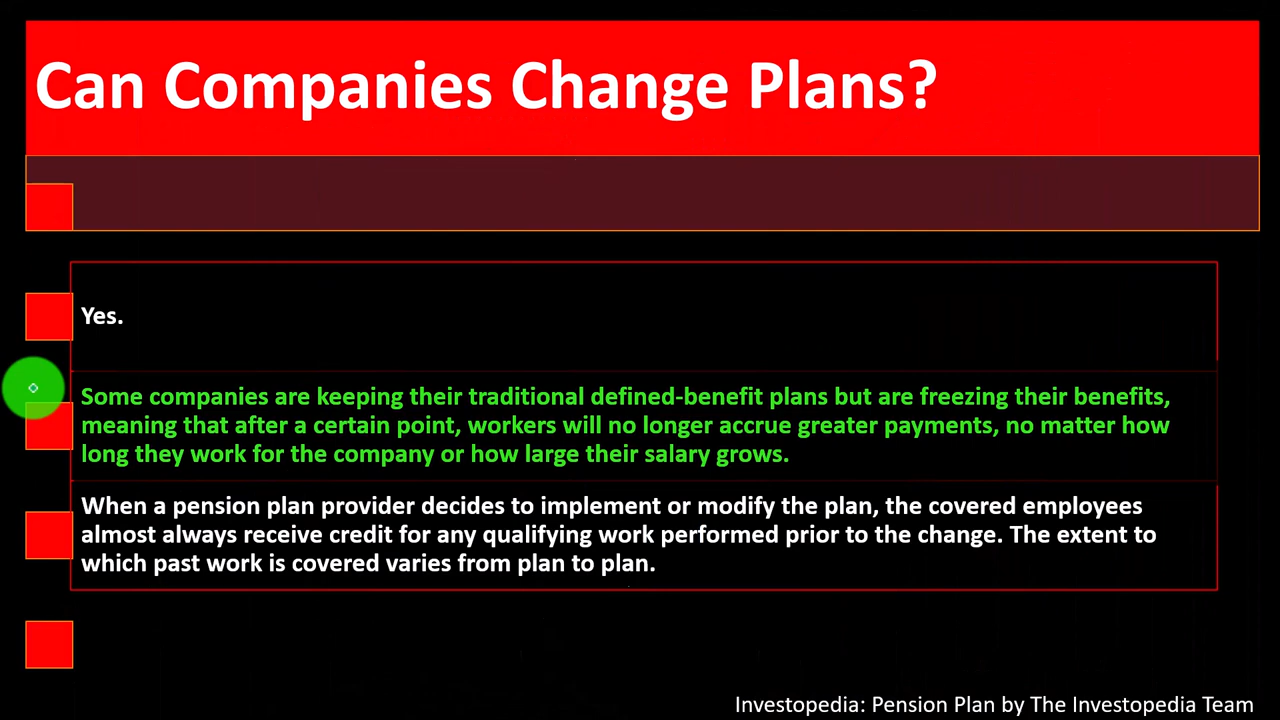 Can Companies Change Plans?
Yes.
Some companies are keeping their traditional defined-benefit plans but are freezing their benefits,
meaning that after a certain point, workers will no longer accrue greater payments, no matter how
long they work for the company or how large their salary grows.
When a pension plan provider decides to implement or modify the plan, the covered employees
almost always receive credit for any qualifying work performed prior to the change. The extent to
which past work is covered varies from plan to plan.
Investopedia: Pension Plan by The Investopedia Team